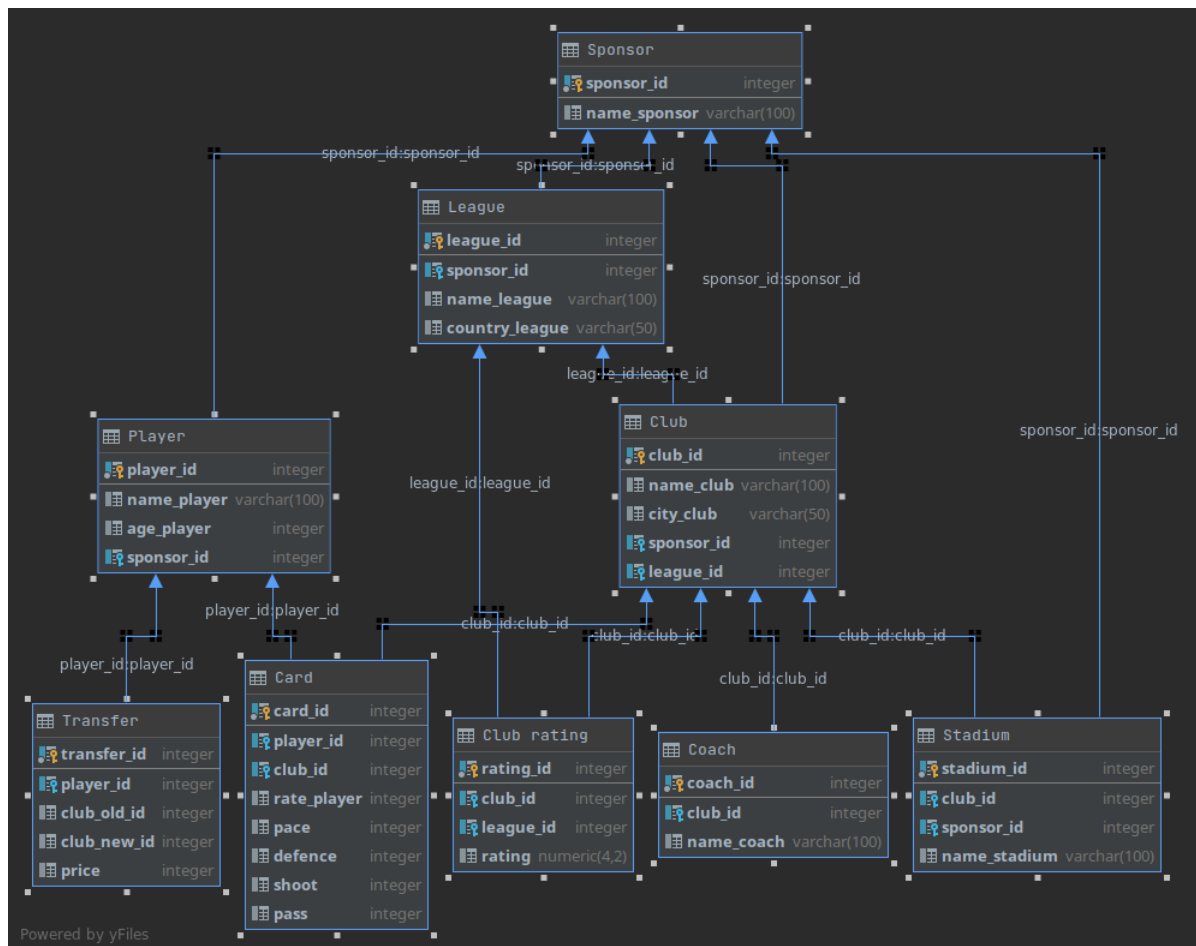 Sponsor
sponsor_id integer
name_sponsor varchar(100)
sponsor_id:sponsor_id
sponsor_id:sponsor_id
League
league_id integer
sponsor_id integer
name_league varchar(100)
country_league varchar(50)
sponsor_id:sponsor_id
league_id:league_id
Club
club_id integer
name_club varchar(100)
city_club varchar(50)
sponsor_id integer
league_id integer
sponsor_id:sponsor_id
Player
player_id integer
name_player varchar(100)
age_player integer
sponsor_id integer
league_id:league_id
player_id:player_id
club_id:club_id
club_id:club_id
club_id:club_id
player_id:player_id
club_id:club_id
Transfer
transfer_id integer
player_id integer
club_old_id integer
club_new_id integer
price integer
Card
card_id integer
player_id integer
club_id integer
rate_player integer
pace integer
defence integer
shoot integer
pass integer
Club rating
rating_id integer
club_id integer
league_id integer
rating numeric(4,2)
Coach
coach_id integer
club_id integer
name_coach varchar(100)
Stadium
stadium_id integer
club_id integer
sponsor_id integer
name_stadium varchar(100)
Powered by yFiles